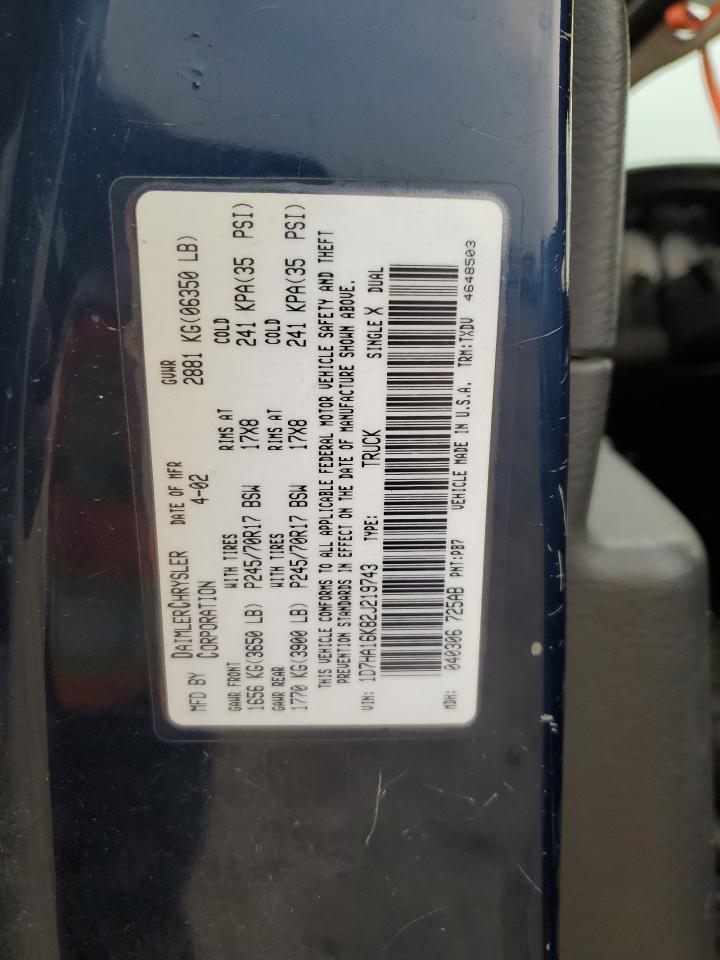 MFD BY DAIMLERCHRYSLER CORPORATION DATE OF MFR 4-02 GVWR 2881 KG(06350 LB)
GAWR FRONT WITH TIRES RIMS AT COLD
1656 KG(3650 LB) P245/70R17 BSW 17X8 241 KPA(35 PSI)
GAWR REAR WITH TIRES RIMS AT COLD
1770 KG(3900 LB) P245/70R17 BSW 17X8 241 KPA(35 PSI)
THIS VEHICLE CONFORMS TO ALL APPLICABLE FEDERAL MOTOR VEHICLE SAFETY AND THEFT
PREVENTION STANDARDS IN EFFECT ON THE DATE OF MANUFACTURE SHOWN ABOVE.
VIN: 1D7HA16K82J219743 TYPE: TRUCK SINGLE X DUAL
MDH: 040306 725AB PNT:PB7 VEHICLE MADE IN U.S.A. TRM:TXDV
4648503